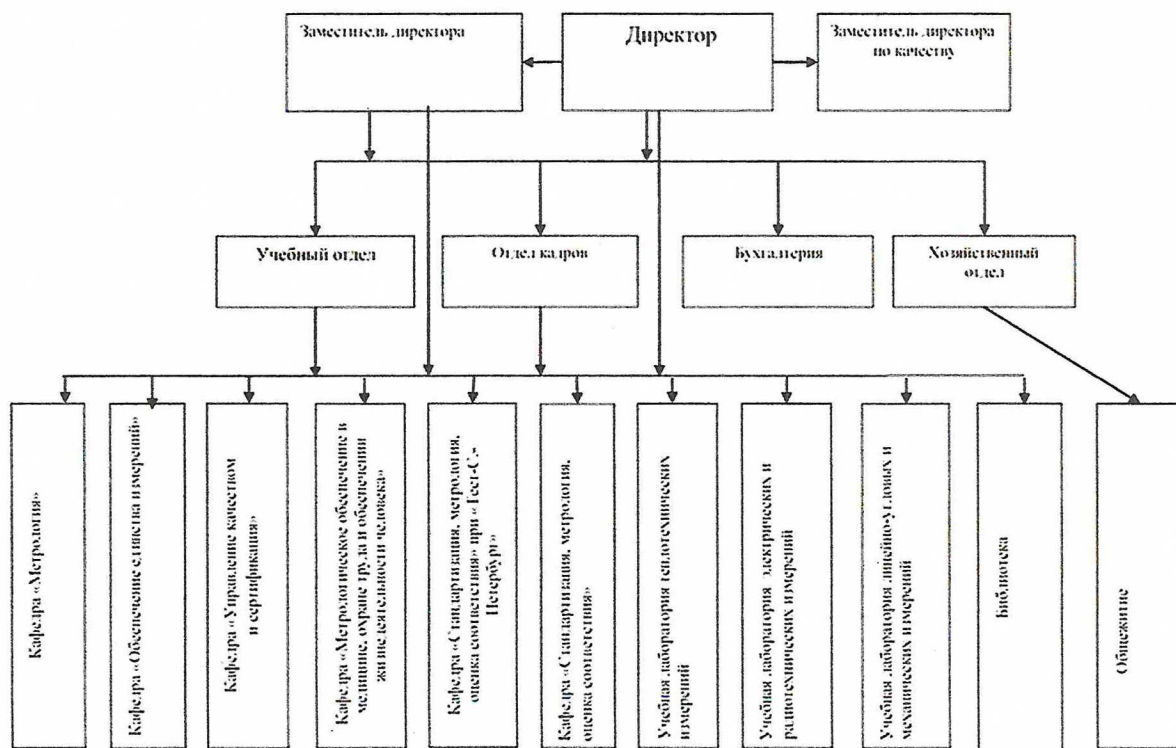 Заместитель директора
Директор
Заместитель директора
по качеству
Учебный отдел
Отдел кадров
Бухгалтерия
Хозяйственный
отдел
Кафедра «Метрология»
Кафедра «Обеспечение единства измерений»
Кафедра «Управление качеством
и сертификация»
Кафедра «Метрологическое обеспечение в
медицине, охране труда и обеспечении
жизнедеятельности человека»
Кафедра «Стандартизация, метрология,
оценка соответствия» при «Тест-С.-
Петербург»
Кафедра «Стандартизация, метрология,
оценка соответствия»
Учебная лаборатория теплотехнических
измерений
Учебная лаборатория электрических и
радиотехнических измерений
Учебная лаборатория линейно-угловых и
механических измерений
Библиотека
Общежитие